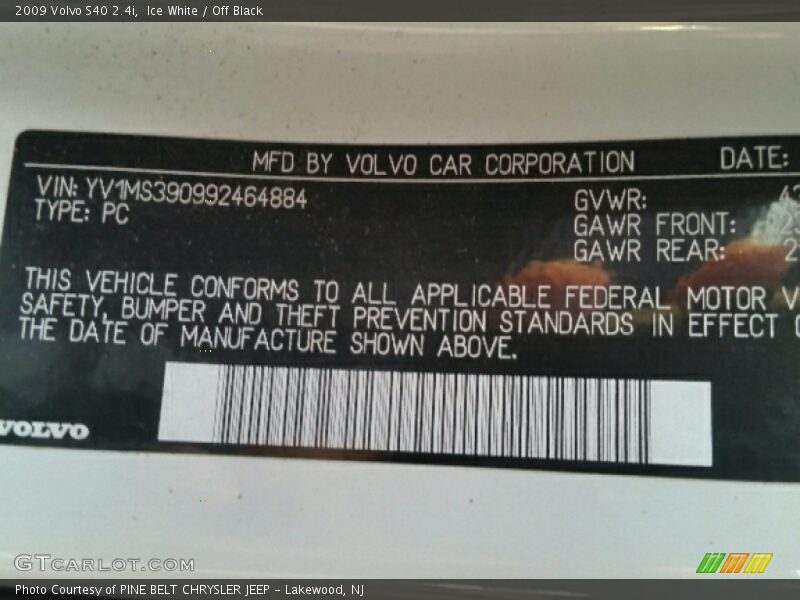 2009 Volvo S40 2.4i,  Ice White / Off Black
MFD BY VOLVO CAR CORPORATION DATE:
VIN: YV1MS390992464884
TYPE: PC
GVWR:
GAWR FRONT:
GAWR REAR:
THIS VEHICLE CONFORMS TO ALL APPLICABLE FEDERAL MOTOR V
SAFETY, BUMPER AND THEFT PREVENTION STANDARDS IN EFFECT
THE DATE OF MANUFACTURE SHOWN ABOVE.
VOLVO
GTCARLOT.COM
Photo Courtesy of PINE BELT CHRYSLER JEEP - Lakewood, NJ